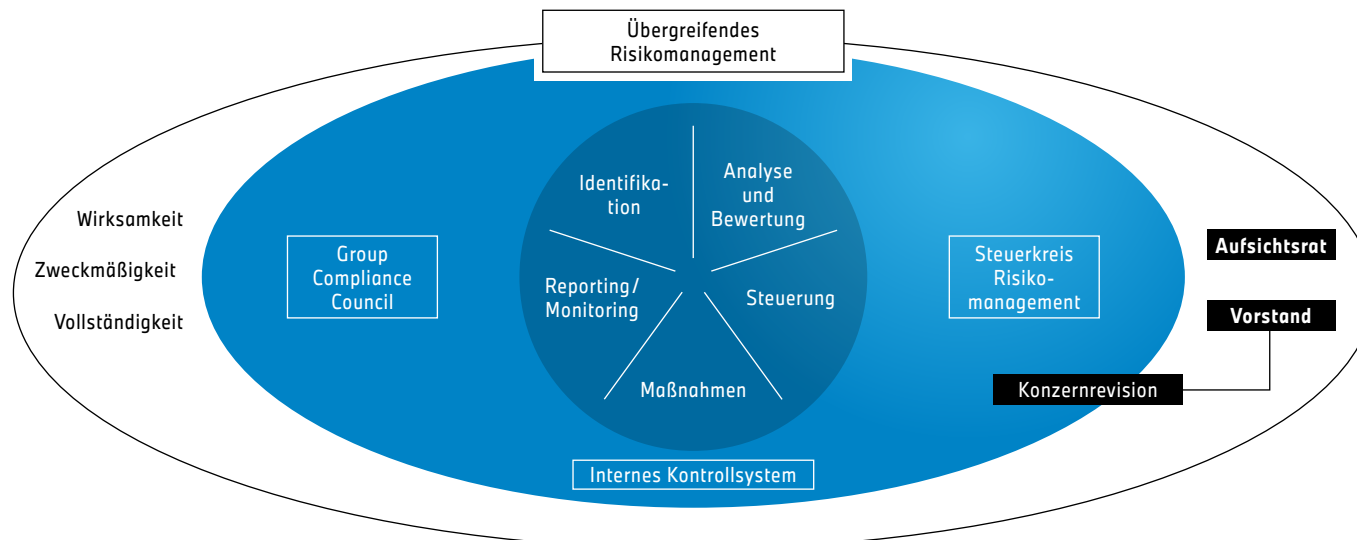 Übergreifendes
Risikomanagement
Identifika-
tion
Analyse
und
Bewertung
Wirksamkeit
Zweckmäßigkeit
Vollständigkeit
Group
Compliance
Council
Reporting/
Monitoring
Steuerung
Steuerkreis
Risiko-
management
Aufsichtsrat
Vorstand
Maßnahmen
Konzernrevision
Internes Kontrollsystem